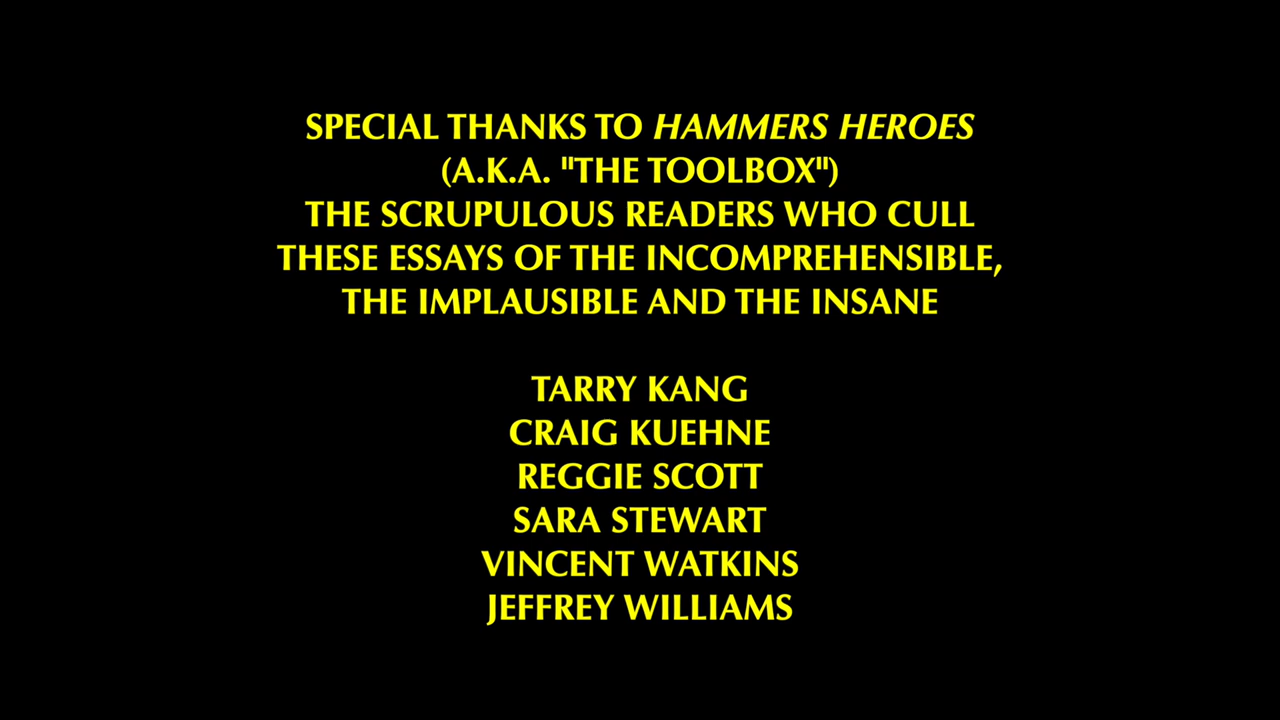 SPECIAL THANKS TO HAMMERS HEROES
(A.K.A. "THE TOOLBOX")
THE SCRUPULOUS READERS WHO CULL
THESE ESSAYS OF THE INCOMPREHENSIBLE,
THE IMPLAUSIBLE AND THE INSANE
TARRY KANG
CRAIG KUEHNE
REGGIE SCOTT
SARA STEWART
VINCENT WATKINS
JEFFREY WILLIAMS